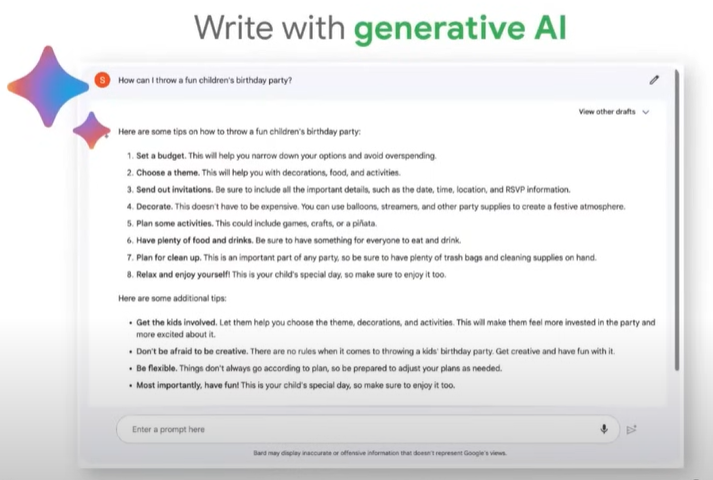 Write with generative AI
S
How can I throw a fun children's birthday party?
View other drafts
Here are some tips on how to throw a fun children's birthday party:
1. Set a budget. This will help you narrow down your options and avoid overspending.
2. Choose a theme. This will help you with decorations, food, and activities.
3. Send out invitations. Be sure to include all the important details, such as the date, time, location, and RSVP information.
4. Decorate. This doesn't have to be expensive. You can use balloons, streamers, and other party supplies to create a festive atmosphere.
5. Plan some activities. This could include games, crafts, or a piñata.
6. Have plenty of food and drinks. Be sure to have something for everyone to eat and drink.
7. Plan for clean up. This is an important part of any party, so be sure to have plenty of trash bags and cleaning supplies on hand.
8. Relax and enjoy yourself! This is your child's special day, so make sure to enjoy it too.
Here are some additional tips:
• Get the kids involved. Let them help you choose the theme, decorations, and activities. This will make them feel more invested in the party and
more excited about it.
• Don't be afraid to be creative. There are no rules when it comes to throwing a kids' birthday party. Get creative and have fun with it.
• Be flexible. Things don't always go according to plan, so be prepared to adjust your plans as needed.
• Most importantly, have fun! This is your child's special day, so make sure to enjoy it too.
Enter a prompt here
Bard may display inaccurate or offensive information that doesn't represent Google's views.